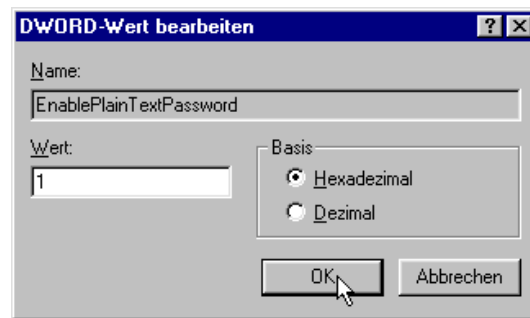 DWORD-Wert bearbeiten
Name:
EnablePlainTextPassword
Wert:
1
Basis
Hexadezimal
Dezimal
OK
Abbrechen